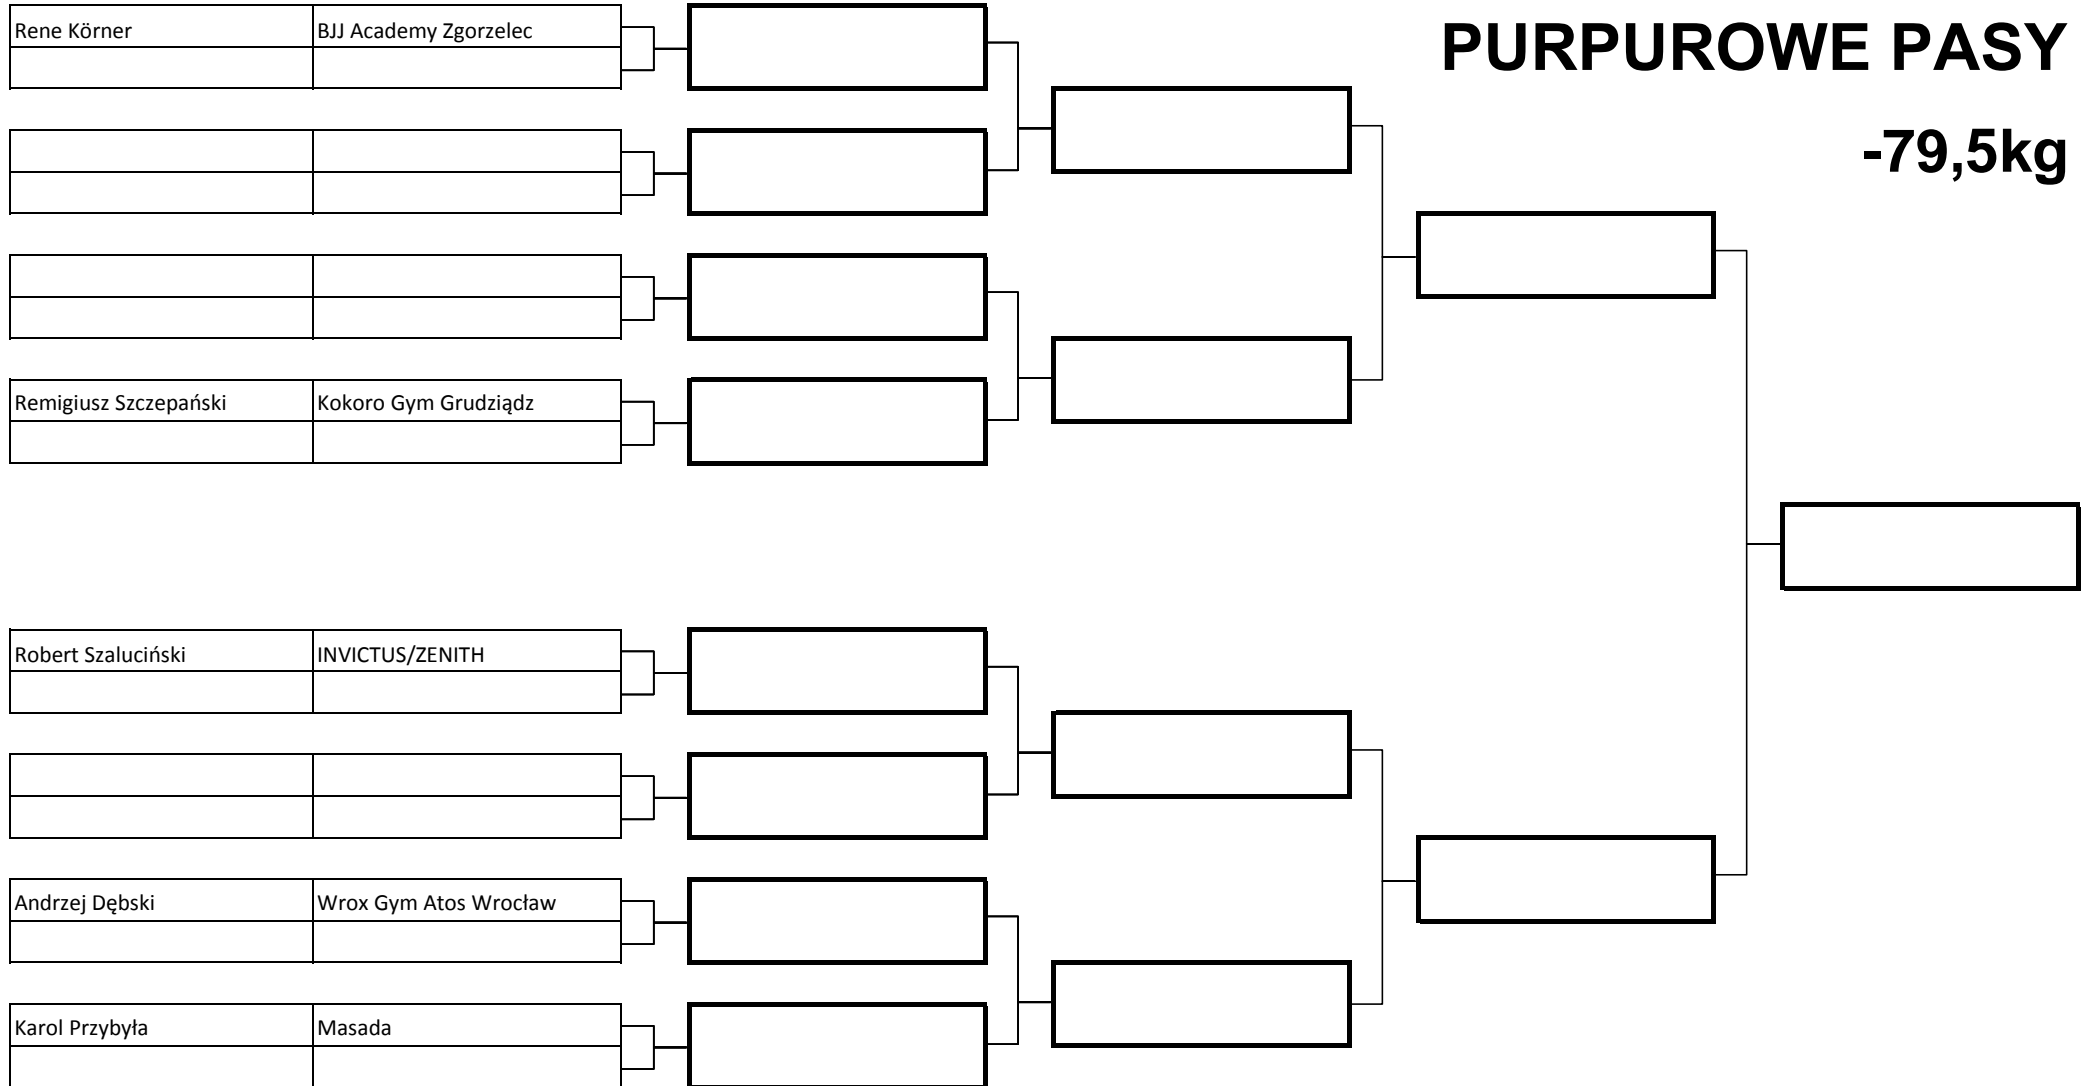 PURPUROWE PASY
-79,5kg
Rene Körner BJJ Academy Zgorzelec
Remigiusz Szczepański Kokoro Gym Grudziądz
Robert Szaluciński INVICTUS/ZENITH
Andrzej Dębski Wrox Gym Atos Wrocław
Karol Przybyła Masada